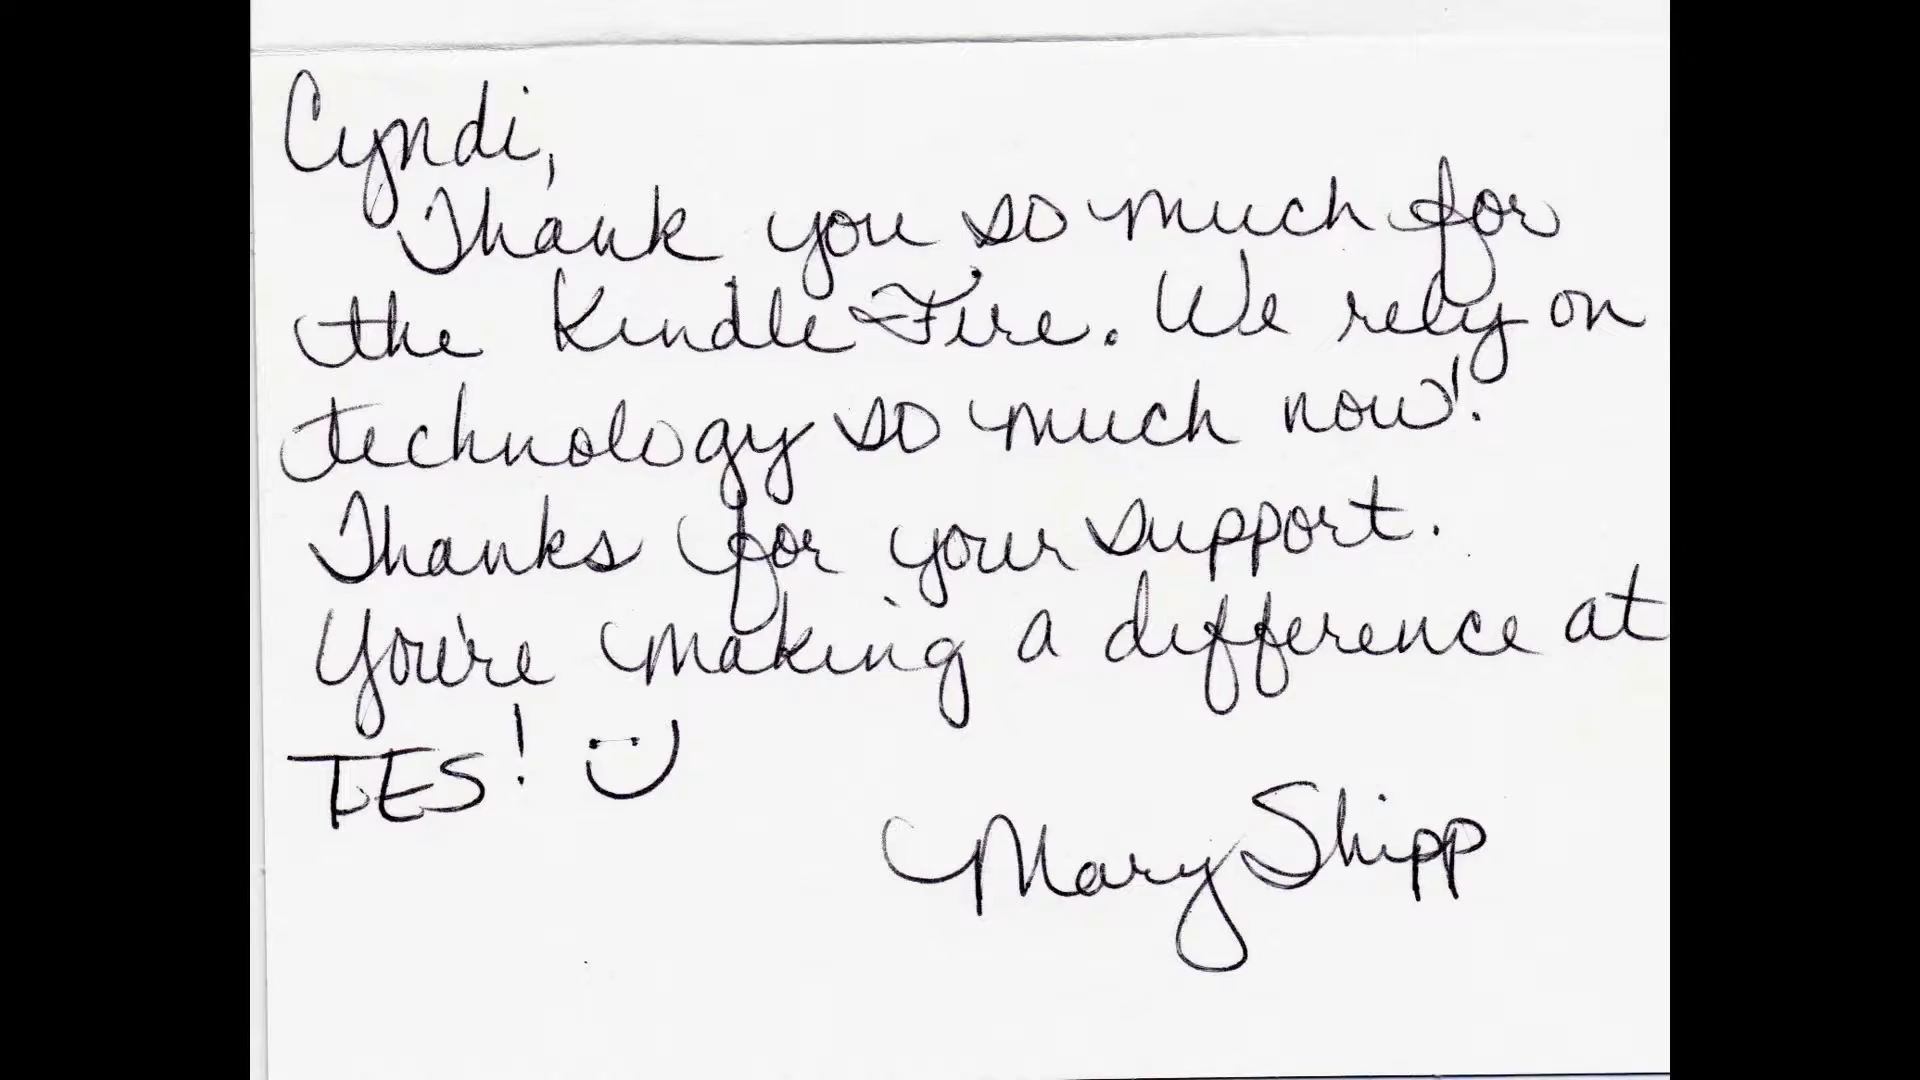 Cyndi,
Thank you so much for
the Kindle Fire. We rely on
technology so much now!
Thanks for your support.
You're making a difference at
TES!
Mary Shipp